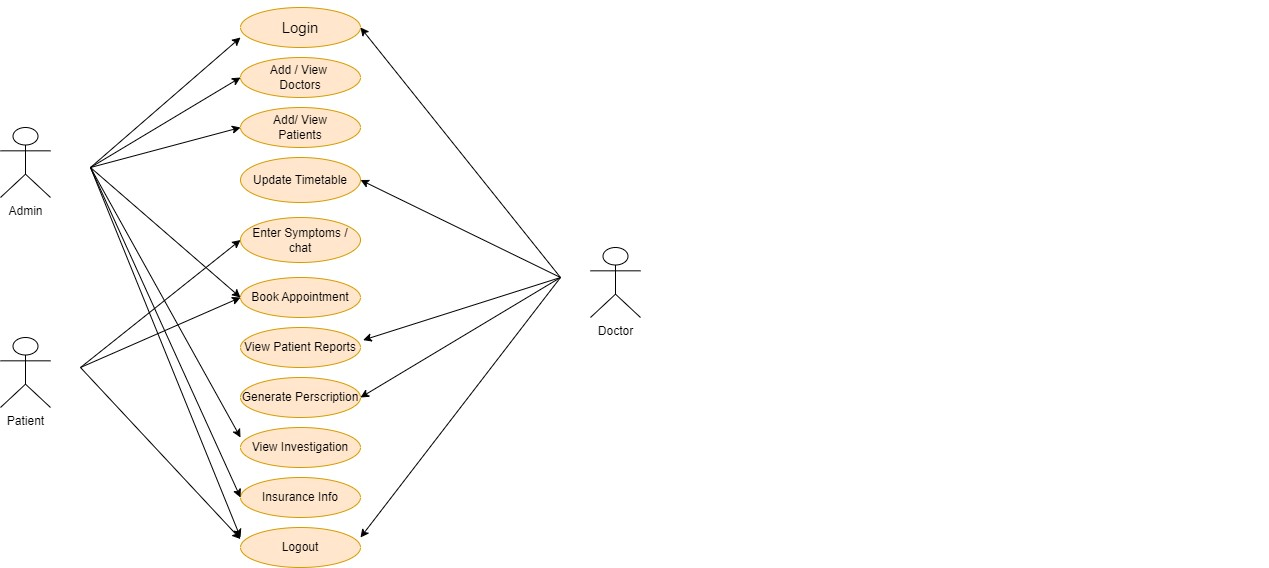 Login
Add / View
Doctors
Add/ View
Patients
Admin
Update Timetable
Enter Symptoms /
chat
Book Appointment
Doctor
View Patient Reports
Generate Perscription
Patient
View Investigation
Insurance Info
Logout